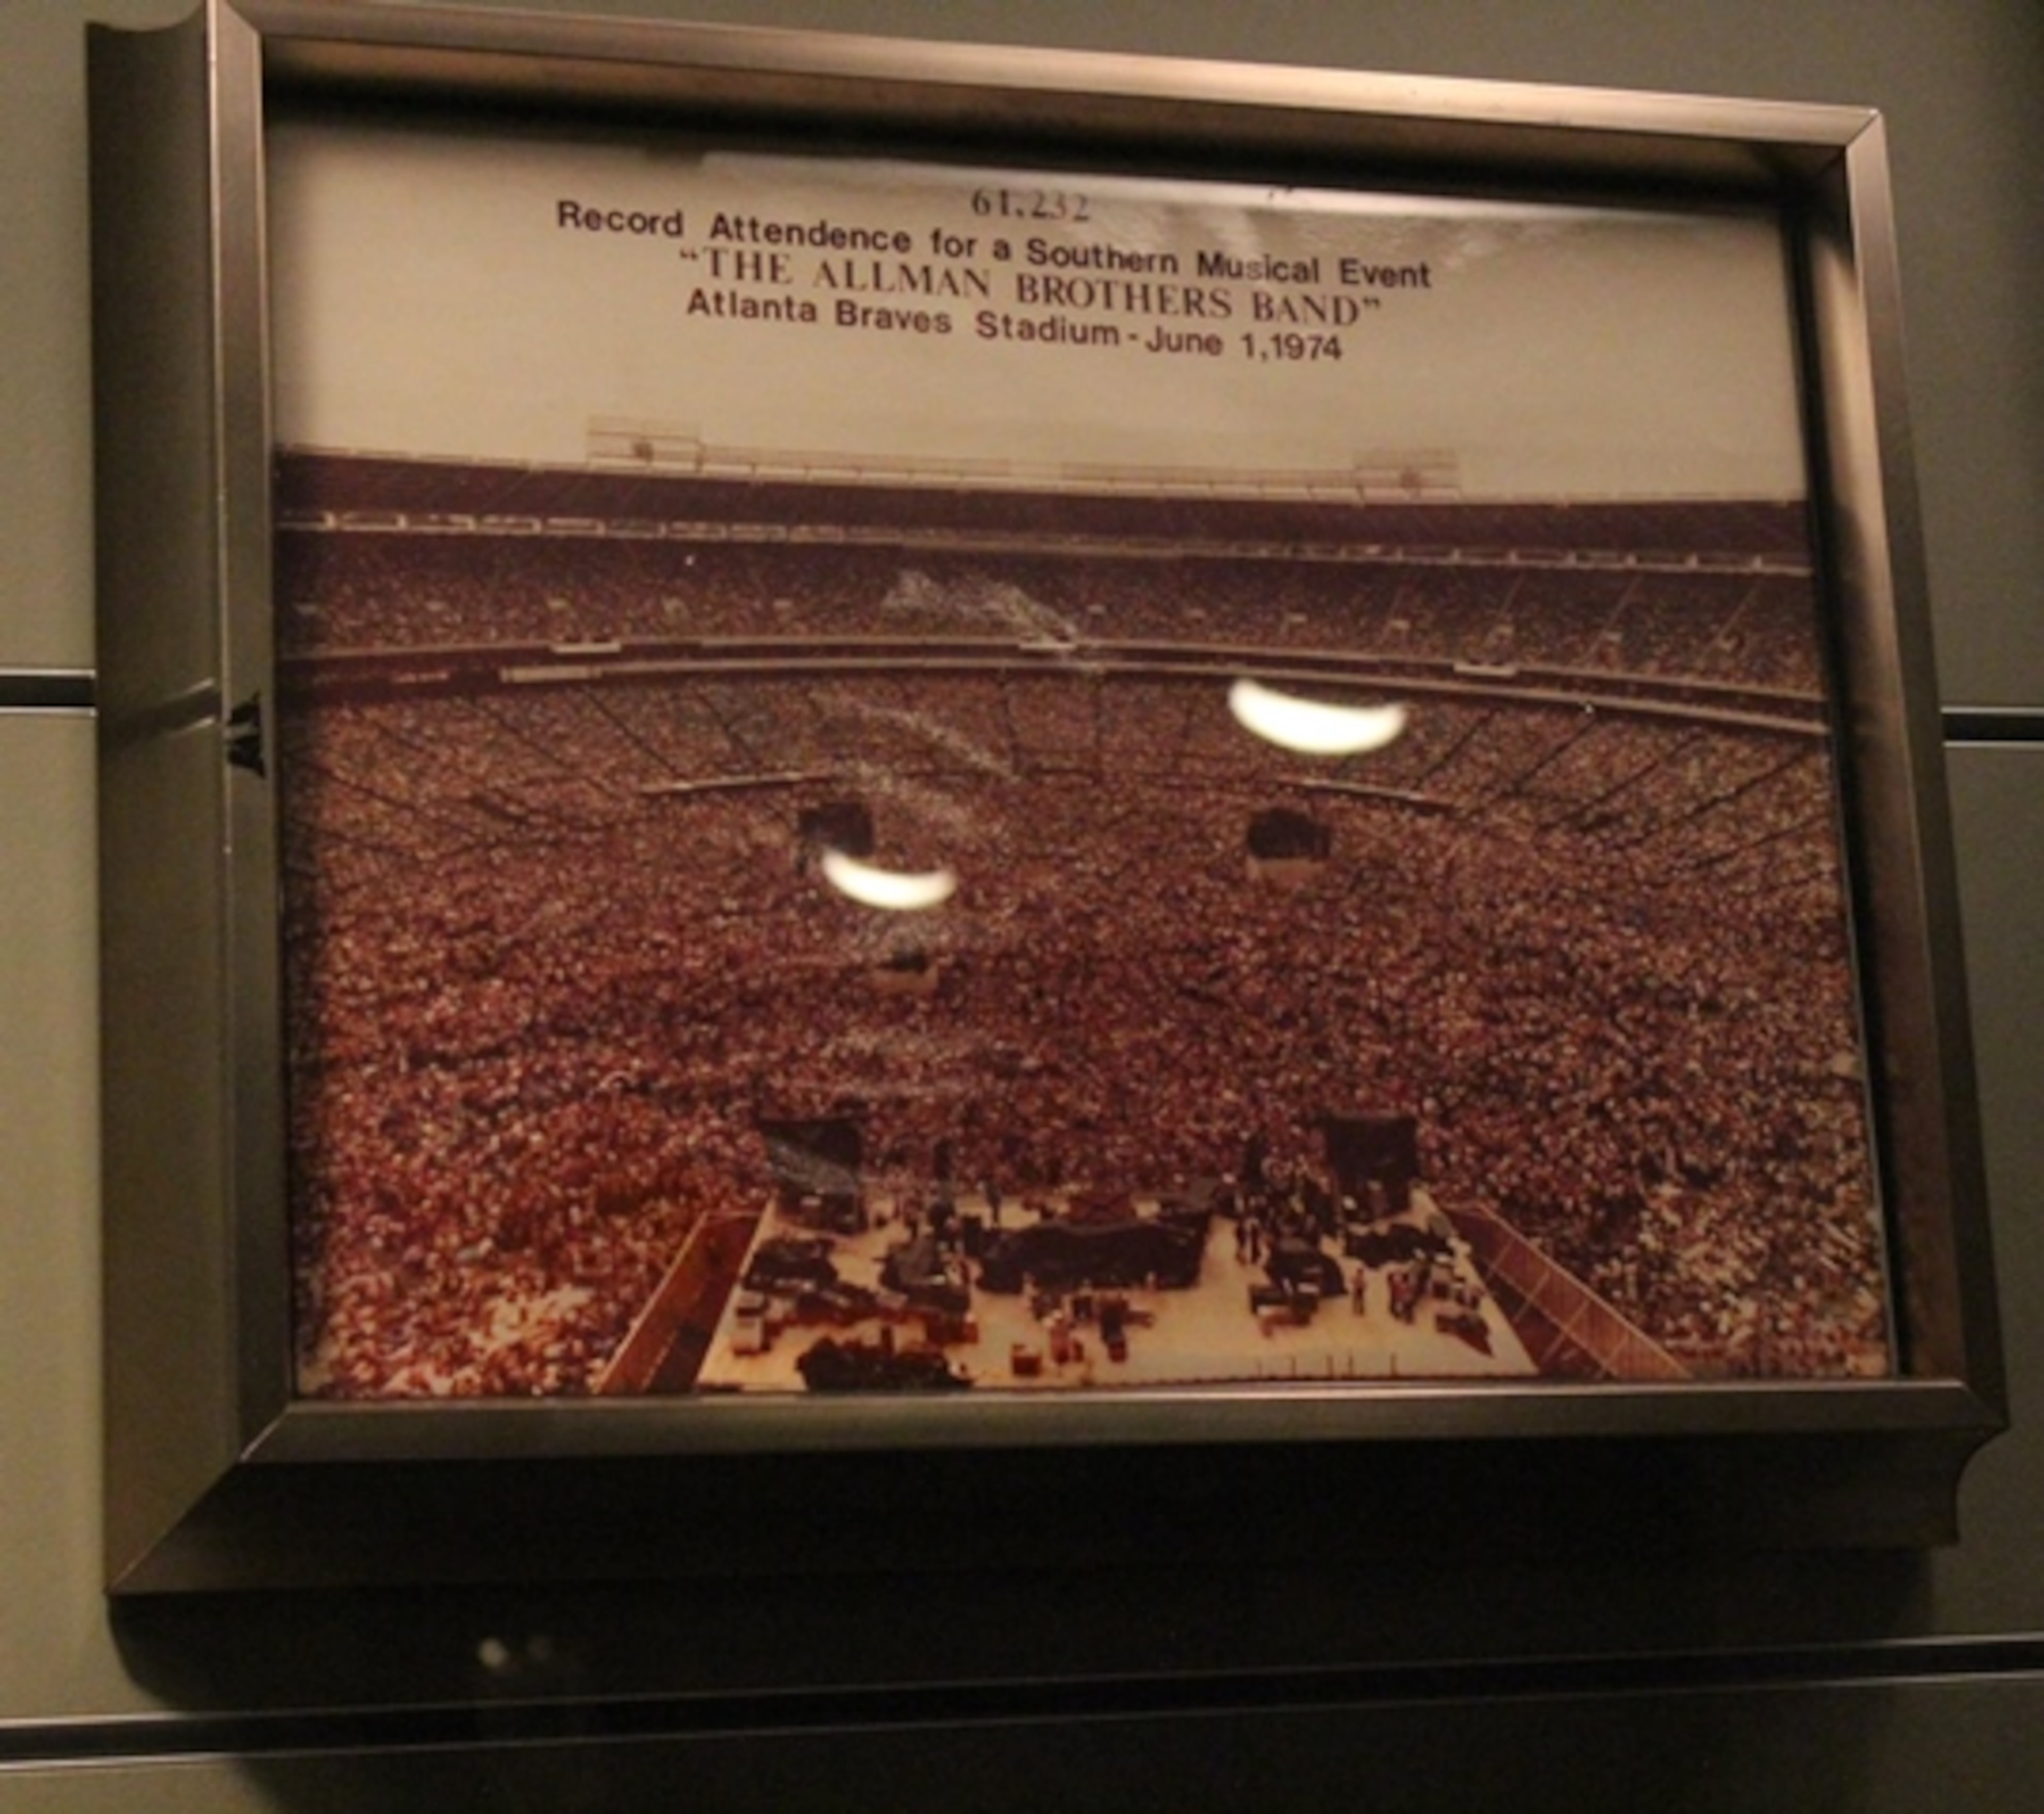 61,232
Record Attendence for a Southern Musical Event
“THE ALLMAN BROTHERS BAND”
Atlanta Braves Stadium - June 1,1974